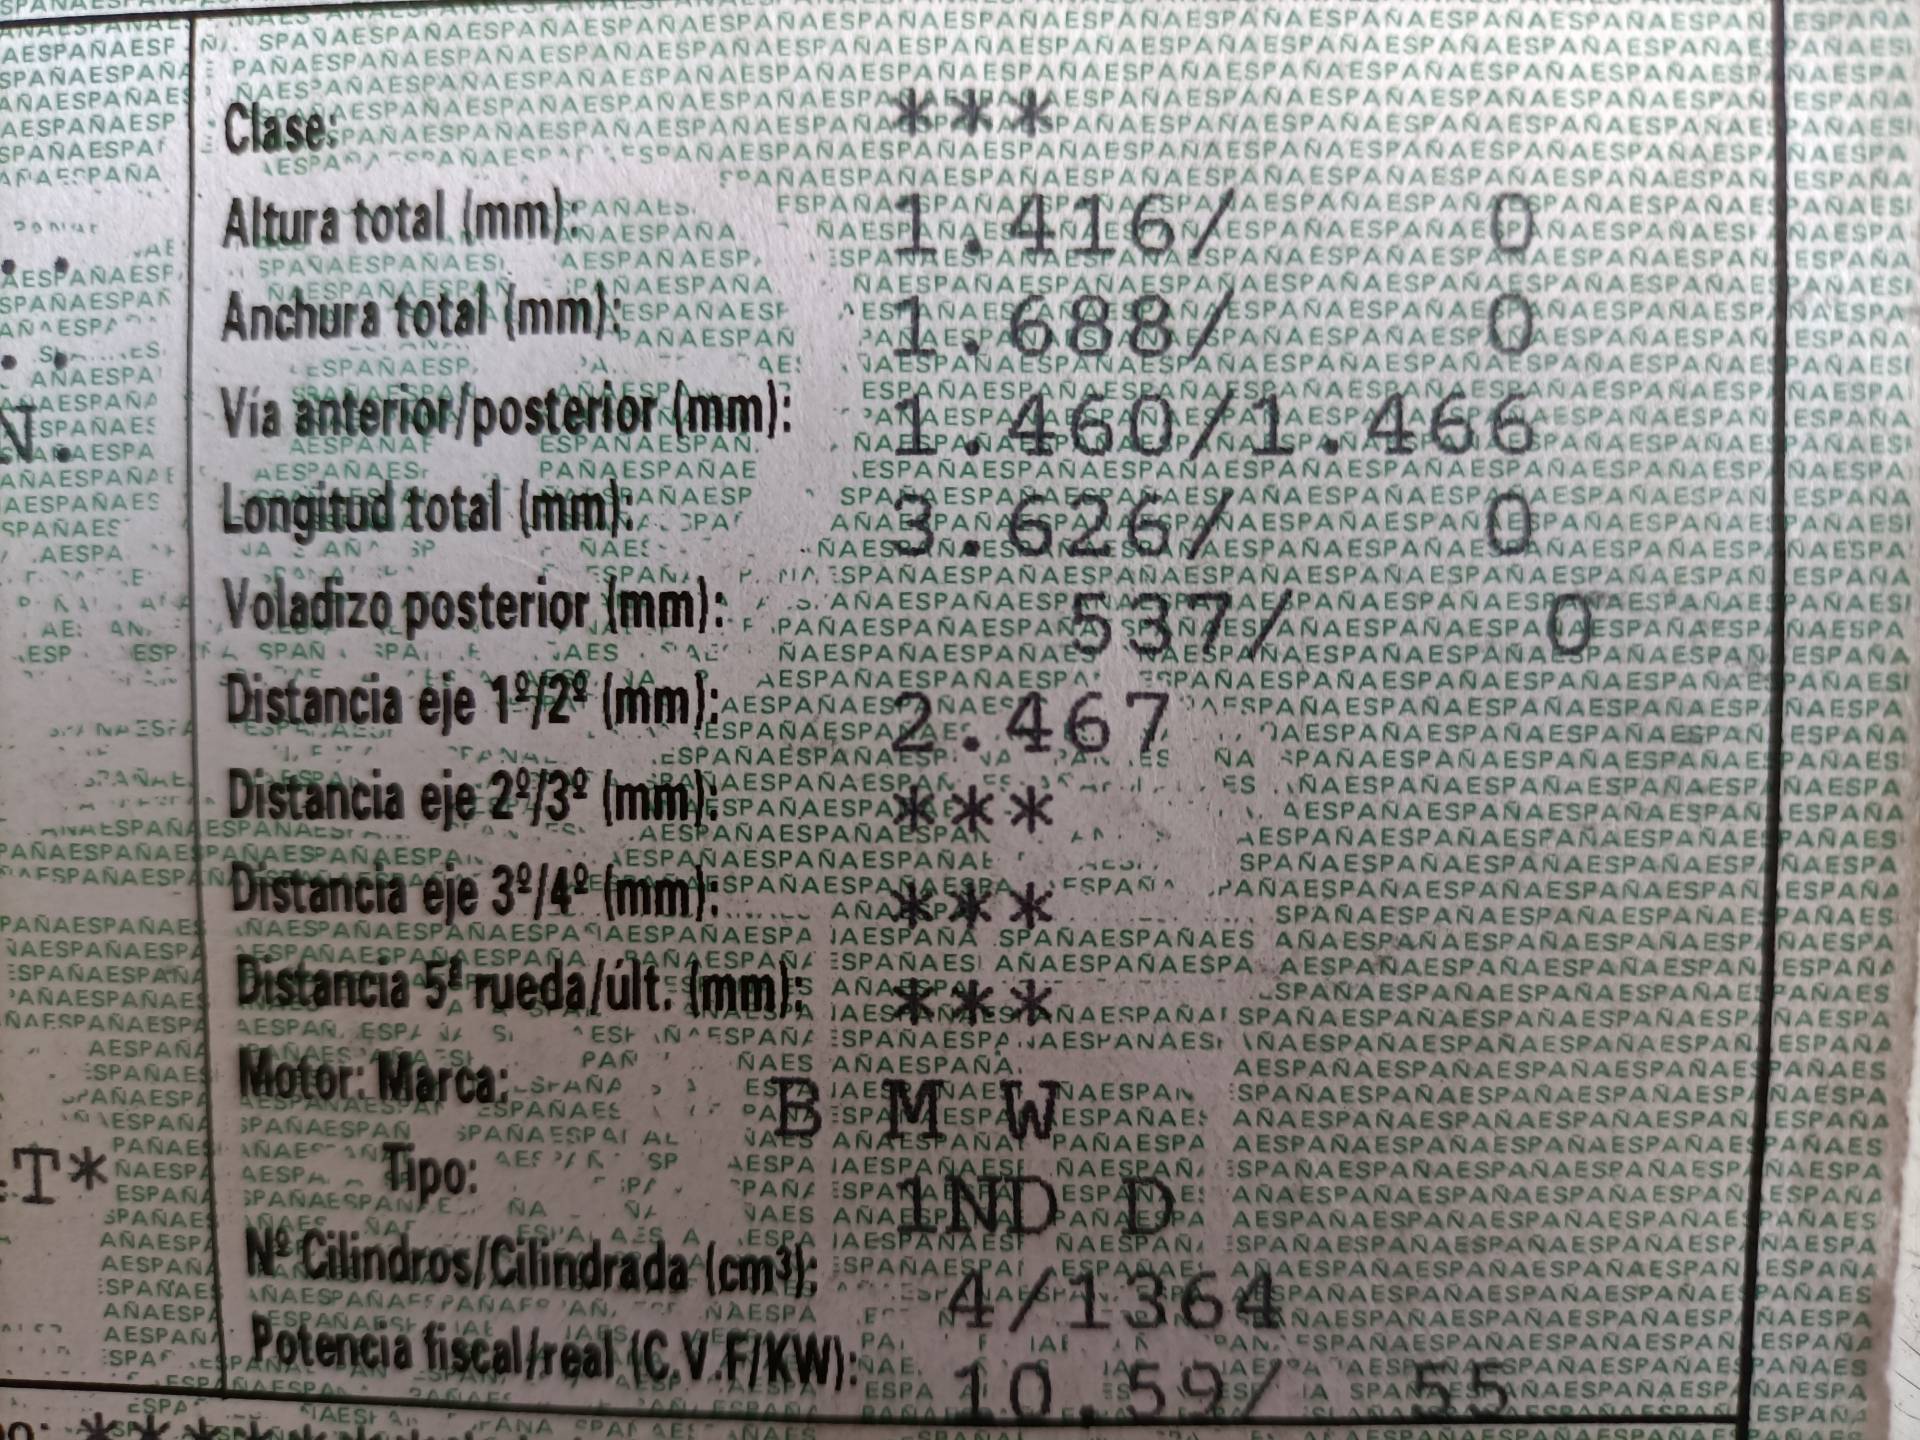 Clase: ***
Altura total (mm): 1.416/ 0
Anchura total (mm): 1.688/ 0
Vía anterior/posterior (mm): 1.460/1.466
Longitud total (mm): 3.626/ 0
Voladizo posterior (mm): 537/ 0
Distancia eje 1º/2º (mm): 2.467
Distancia eje 2º/3º (mm): ***
Distancia eje 3º/4º (mm): ***
Distancia 5ª rueda/últ. (mm): ***
Motor: Marca: B M W
T*
Tipo: 1ND D
Nº Cilindros/Cilindrada (cm³): 4/1364
Potencia fiscal/real (C.V.F/KW): 10.59/ 55